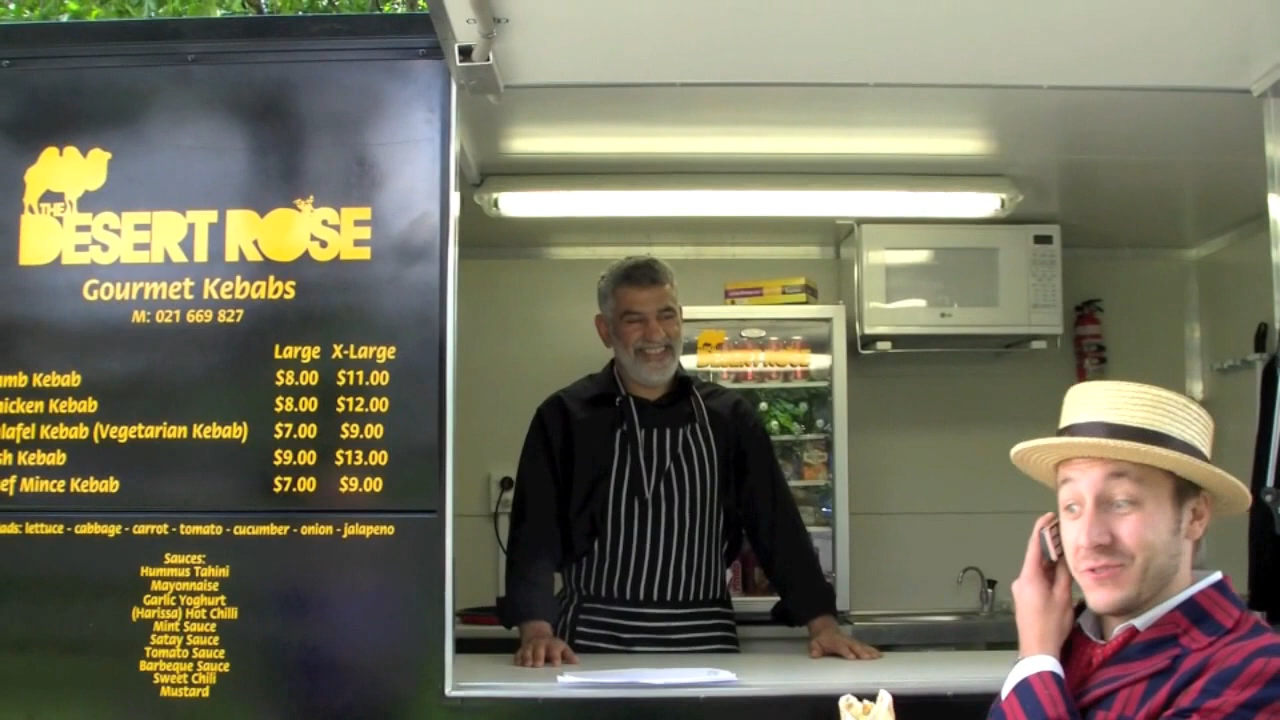 THE
DESERT ROSE
Gourmet Kebabs
M: 021 669 827
Large X-Large
amb Kebab $8.00 $11.00
hicken Kebab $8.00 $12.00
alafel Kebab (Vegetarian Kebab) $7.00 $9.00
sh Kebab $9.00 $13.00
ef Mince Kebab $7.00 $9.00
ads: lettuce - cabbage - carrot - tomato - cucumber - onion - jalapeno
Sauces:
Hummus Tahini
Mayonnaise
Garlic Yoghurt
(Harissa) Hot Chilli
Mint Sauce
Satay Sauce
Tomato Sauce
Barbeque Sauce
Sweet Chili
Mustard
DESERT ROSE
LG